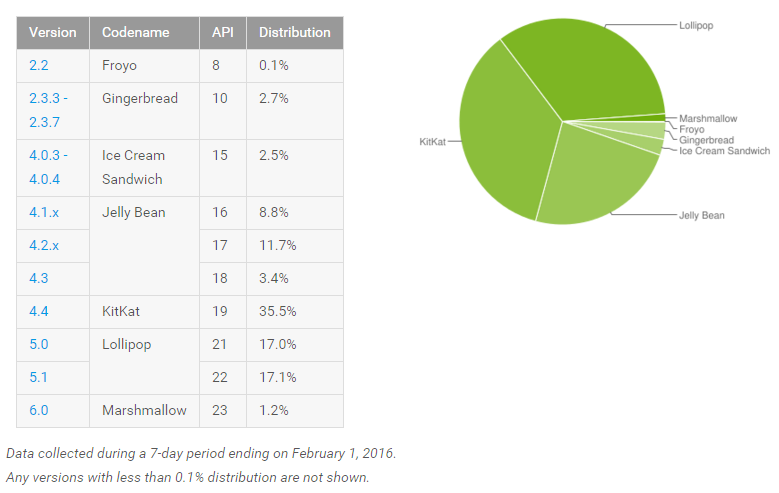 Version Codename API Distribution
2.2 Froyo 8 0.1%
2.3.3 - Gingerbread 10 2.7%
2.3.7
4.0.3 - Ice Cream 15 2.5%
4.0.4 Sandwich
4.1.x Jelly Bean 16 8.8%
4.2.x 17 11.7%
4.3 18 3.4%
4.4 KitKat 19 35.5%
5.0 Lollipop 21 17.0%
5.1 22 17.1%
6.0 Marshmallow 23 1.2%
Lollipop
Marshmallow
Froyo
Gingerbread
Ice Cream Sandwich
KitKat
Jelly Bean
Data collected during a 7-day period ending on February 1, 2016.
Any versions with less than 0.1% distribution are not shown.